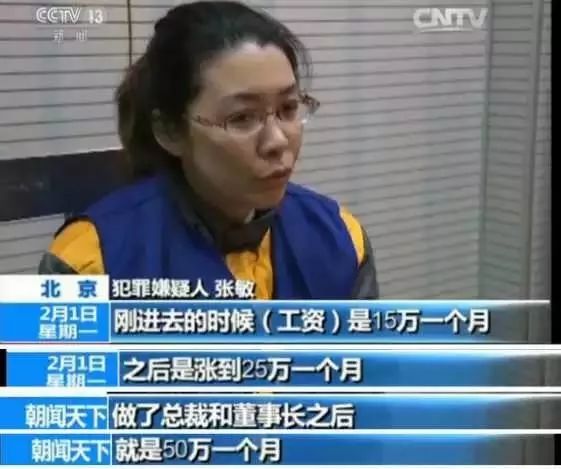 CCTV 13
新闻
CNTV
北京
犯罪嫌疑人 张敏
2月1日
星期一
刚进去的时候（工资）是15万一个月
2月1日
星期一
之后是涨到25万一个月
朝闻天下
做了总裁和董事长之后
朝闻天下
就是50万一个月